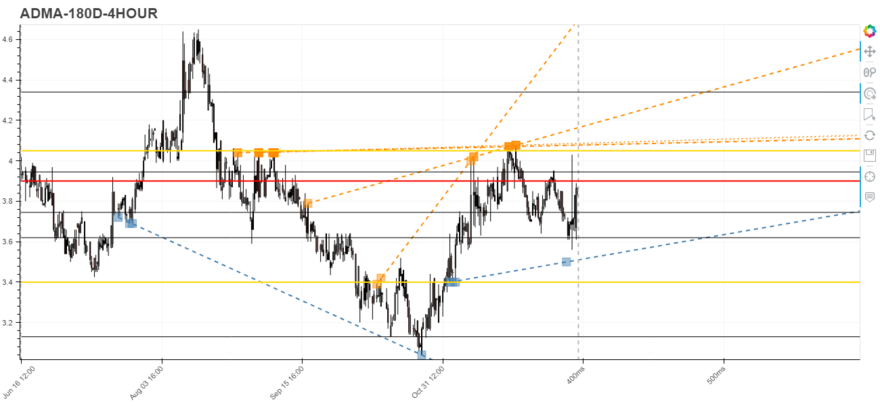 ADMA-180D-4HOUR
4.6
4.4
4.2
4
3.8
3.6
3.4
3.2
Jun 16 12:00
Aug 03 16:00
Sep 15 16:00
Oct 31 12:00
400ms
500ms